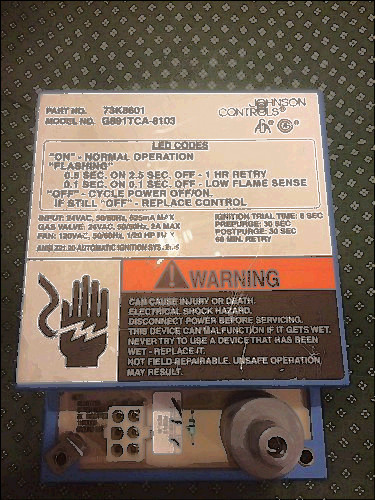 PART NO. 73K8601
MODEL NO. G891TCA-8103
JOHNSON
CONTROLS
LED CODES
"ON" - NORMAL OPERATION
"FLASHING"
0.5 SEC. ON 2.5 SEC. OFF - 1 HR RETRY
0.1 SEC. ON 0.1 SEC. OFF - LOW FLAME SENSE
"OFF" - CYCLE POWER OFF/ON.
IF STILL "OFF" - REPLACE CONTROL
INPUT: 24VAC, 50/60HZ, 625mA MAX
GAS VALVE: 24VAC, 50/60HZ, 2A MAX
FAN: 120VAC, 50/60HZ, 1/20 HP
ANSI Z21.20 AUTOMATIC IGNITION SYS.
IGNITION TRIAL TIME: 6 SEC
PREPURGE: 30 SEC
POSTPURGE: 30 SEC
60 MIN. RETRY
WARNING
CAN CAUSE INJURY OR DEATH.
ELECTRICAL SHOCK HAZARD.
DISCONNECT POWER BEFORE SERVICING.
THIS DEVICE CAN MALFUNCTION IF IT GETS WET.
NEVER TRY TO USE A DEVICE THAT HAS BEEN
WET - REPLACE IT.
NOT FIELD REPAIRABLE. UNSAFE OPERATION
MAY RESULT.